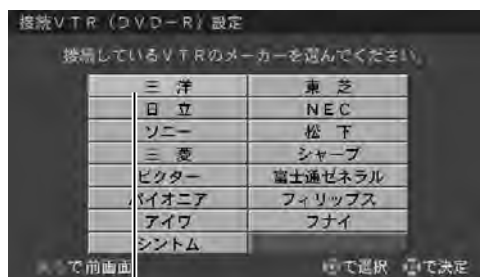 接続VTR(DVD-R)設定
接続しているVTRのメーカーを選んでください。
三 洋 東 芝
日 立 NEC
ソニー 松 下
三 菱 シャープ
ビクター 富士通ゼネラル
パイオニア フィリップス
アイワ フナイ
シントム
で前画面 で選択 で決定